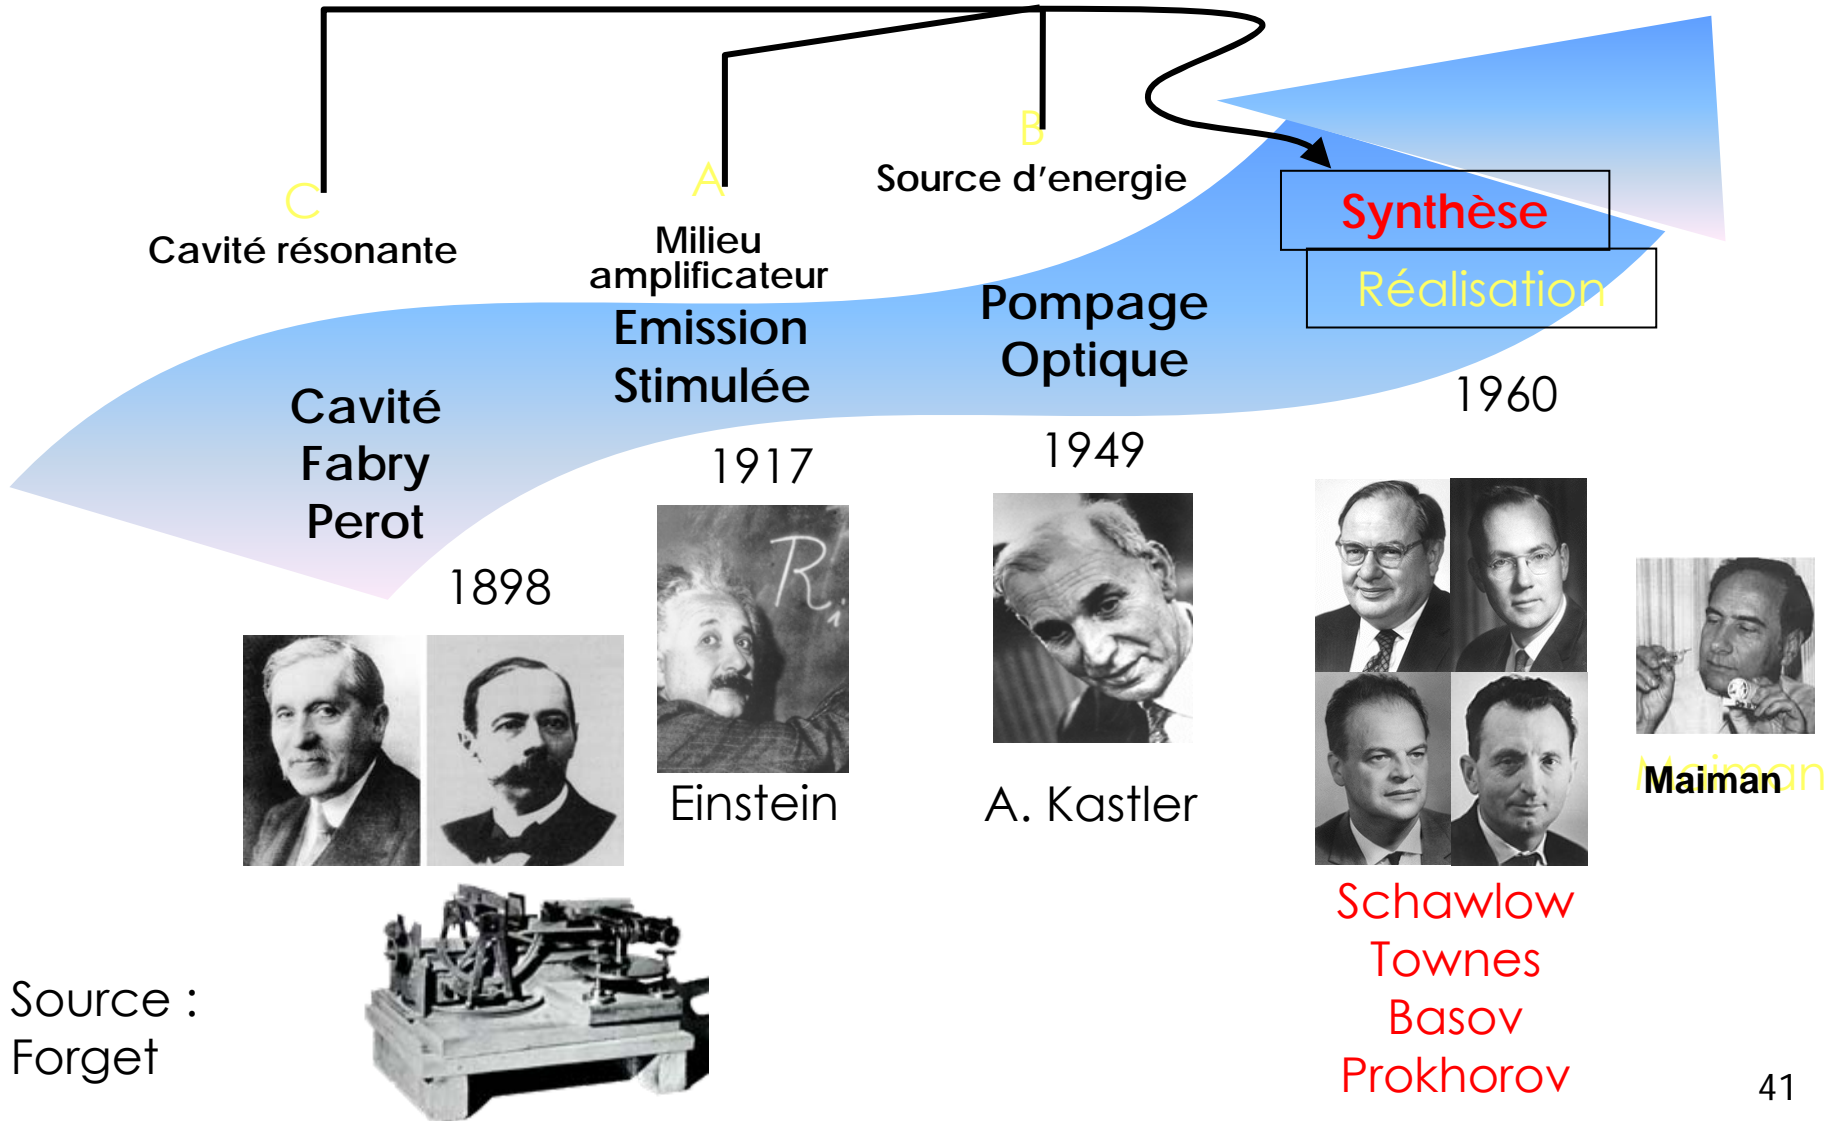 C
Cavité résonante
A
Milieu
amplificateur
B
Source d'energie
Synthèse
Réalisation
Cavité
Fabry
Perot
1898
Emission
Stimulée
1917
Pompage
Optique
1949
1960
R
Einstein
A. Kastler
Maiman
Maiman
Schawlow
Townes
Basov
Prokhorov
Source :
Forget
41